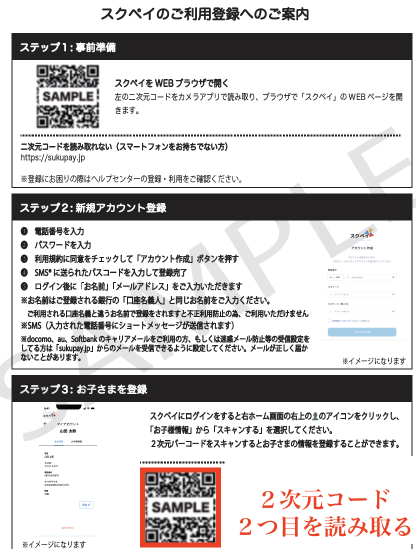 スクペイのご利用登録へのご案内
ステップ1：事前準備
SAMPLE
スクペイをWEBブラウザで開く
左の二次元コードをカメラアプリで読み取り、ブラウザで「スクペイ」のWEBページを開
きます。
二次元コードを読み取れない（スマートフォンをお持ちでない方）
https://sukupay.jp
※登録にお困りの際はヘルプセンターの登録・利用をご確認ください。
ステップ2：新規アカウント登録
❶ 電話番号を入力
❷ パスワードを入力
❸ 利用規約に同意をチェックして「アカウント作成」ボタンを押す
❹ SMS®に送られたパスコードを入力して登録完了
❺ ログイン後に「お名前」「メールアドレス」をご入力いただきます
※お名前はご登録される銀行の「口座名義人」と同じお名前をご入力ください。
ご利用される口座名義と違うお名前で登録をされますと不正利用防止の為、ご利用いただけません
※SMS（入力された電話番号にショートメッセージが送信されます）
※docomo、au、Softbankのキャリアメールをご利用の方、もしくは迷惑メール防止等の受信設定を
してる方は「sukupay.jp」からのメールを受信できるように設定してください。メールが正しく届か
ないことがあります。
スクペイ
アカウント作成
※イメージになります
ステップ3：お子さまを登録
マイアカウント
山田 太郎
※イメージになります
スクペイにログインをすると右ホーム画面の右上のアイコンをクリックし、
「お子様情報」から「スキャンする」を選択してください。
２次元バーコードをスキャンするとお子さまの情報を登録することができます。
SAMPLE
２次元コード
２つ目を読み取る
SAMPLE